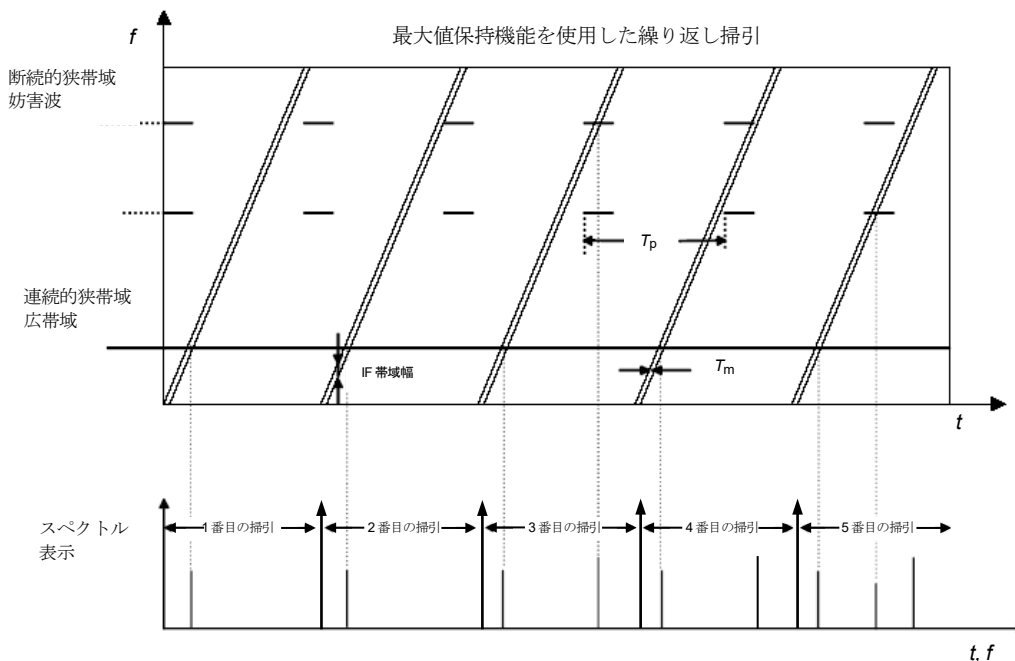 f
最大値保持機能を使用した繰り返し掃引
断続的狭帯域
妨害波
Tp
連続的狭帯域
広帯域
IF 帯域幅
Tm
t
スペクトル
表示
1 番目の掃引
2 番目の掃引
3 番目の掃引
4 番目の掃引
5 番目の掃引
t, f